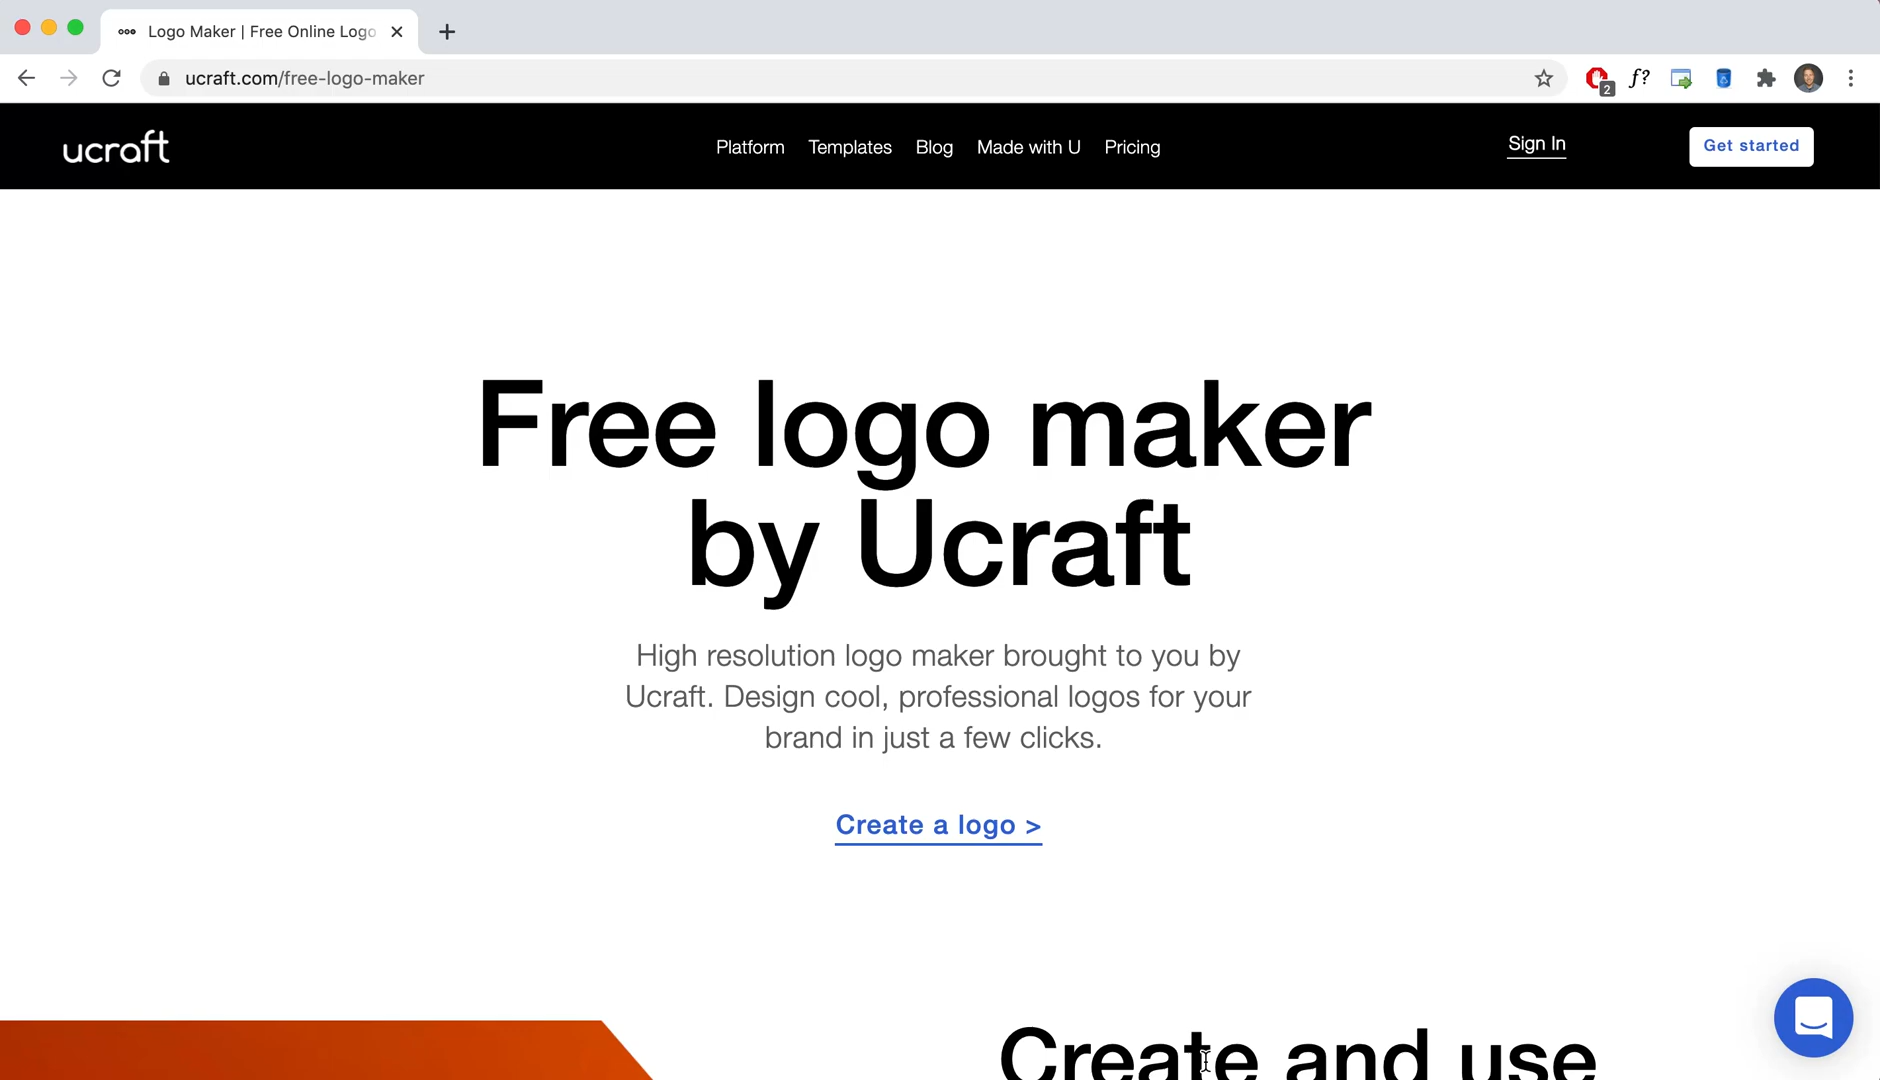 Logo Maker | Free Online Logo
ucraft.com/free-logo-maker
f?
2
ucraft
Platform
Templates
Blog
Made with U
Pricing
Sign In
Get started
Free logo maker
by Ucraft
High resolution logo maker brought to you by
Ucraft. Design cool, professional logos for your
brand in just a few clicks.
Create a logo >
Create and use